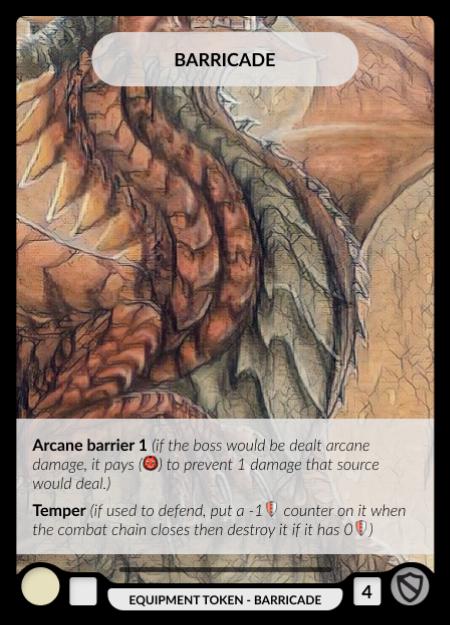 BARRICADE
Arcane barrier 1 (if the boss would be dealt arcane
damage, it pays () to prevent 1 damage that source
would deal.)
Temper (if used to defend, put a -1 counter on it when
the combat chain closes then destroy it if it has 0)
EQUIPMENT TOKEN - BARRICADE
4